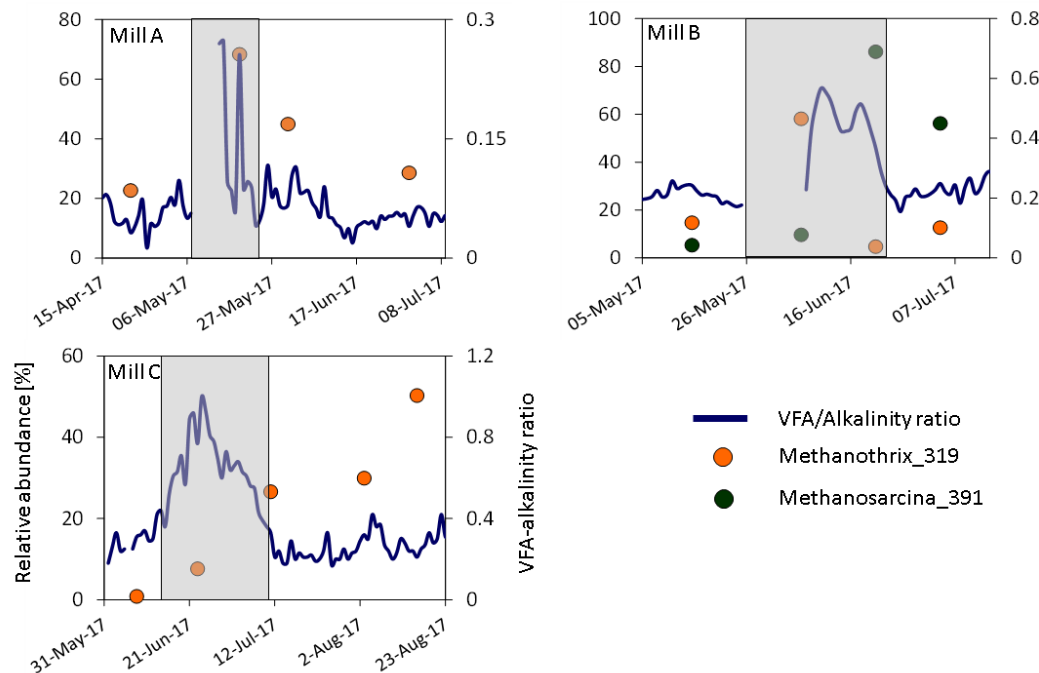 Mill A
80
60
40
20
0
0.3
0.15
0
15-Apr-17
06-May-17
27-May-17
17-Jun-17
08-Jul-17
Mill B
100
80
60
40
20
0
0.8
0.6
0.4
0.2
0
05-May-17
26-May-17
16-Jun-17
07-Jul-17
Mill C
Relative abundance [%]
60
40
20
0
1.2
0.8
0.4
0
VFA-alkalinity ratio
31-May-17
21-Jun-17
12-Jul-17
2-Aug-17
23-Aug-17
VFA/Alkalinity ratio
Methanothrix_319
Methanosarcina_391